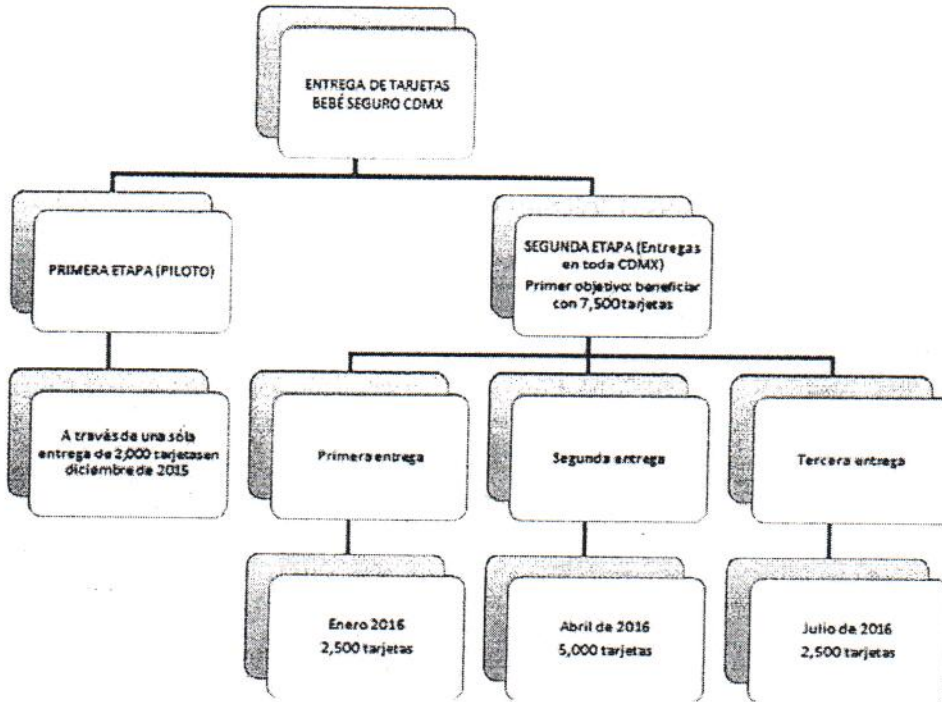 ENTREGA DE TARJETAS
BEBÉ SEGURO CDMX
PRIMERA ETAPA (PILOTO)
SEGUNDA ETAPA (Entregas
en toda CDMX)
Primer objetivo: beneficiar
con 7,500 tarjetas
A través de una sóla
entrega de 2,000 tarjetas en
diciembre de 2015
Primera entrega
Segunda entrega
Tercera entrega
Enero 2016
2,500 tarjetas
Abril de 2016
5,000 tarjetas
Julio de 2016
2,500 tarjetas